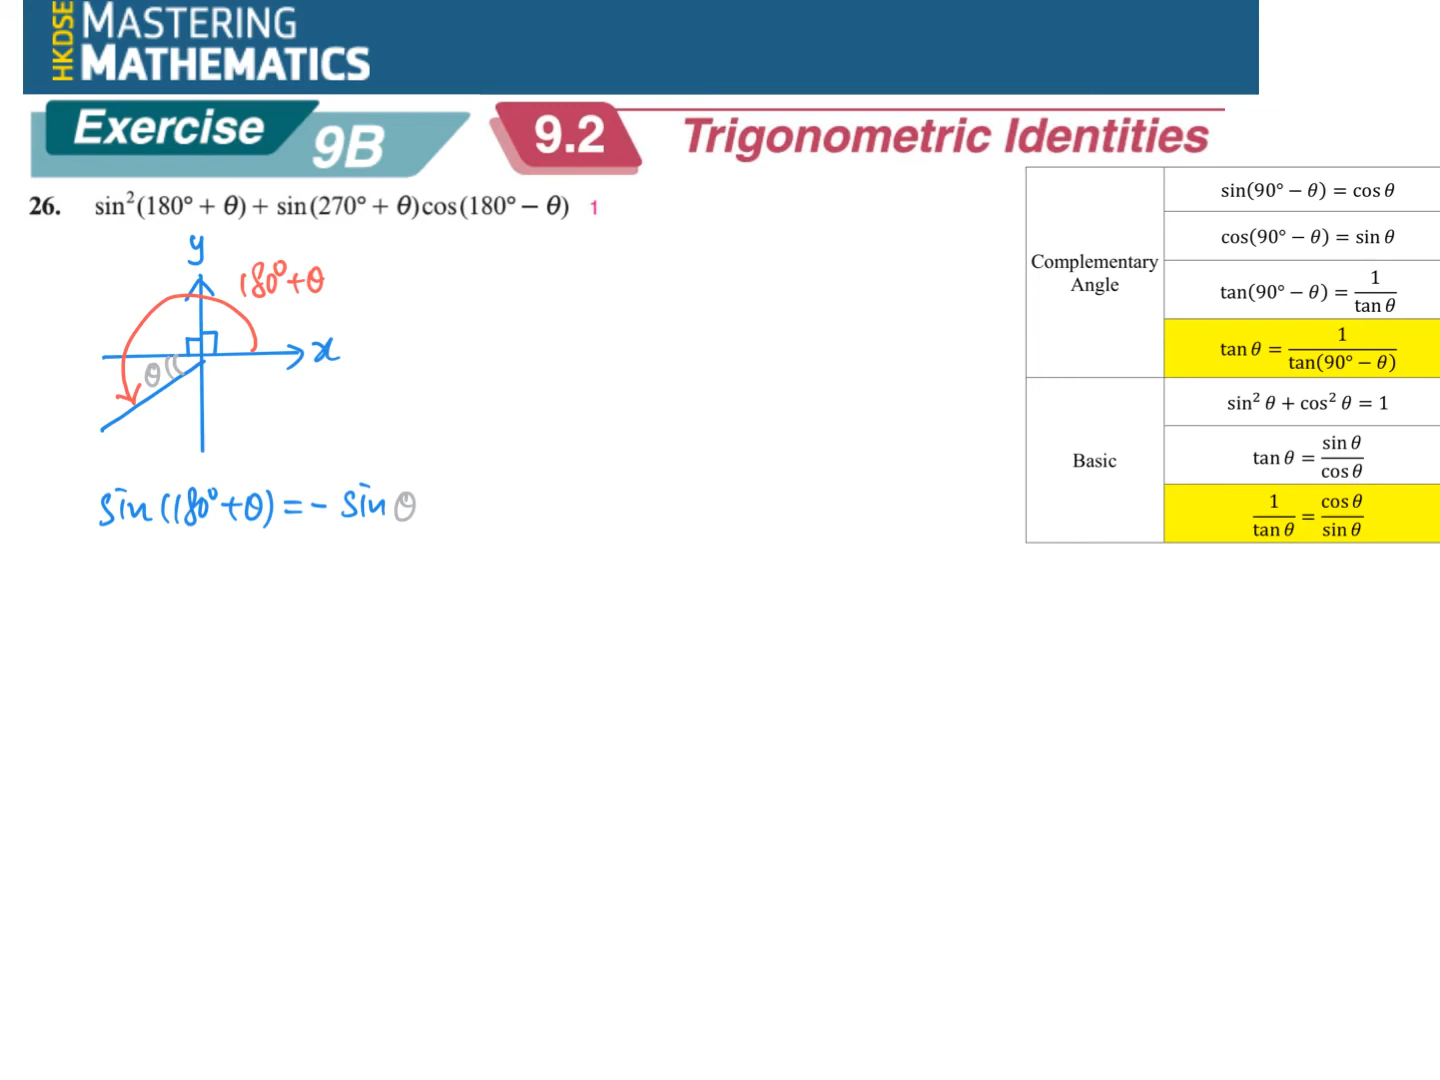 HKDSE
MASTERING
MATHEMATICS
Exercise 9B
9.2 Trigonometric Identities
26. sin²(180° + θ) + sin(270° + θ)cos(180° − θ) 1
y
180°+θ
x
θ
sin(180°+θ)=− sin θ
Complementary Angle
sin(90° − θ) = cos θ
cos(90° − θ) = sin θ
tan(90° − θ) = 1/tan θ
tan θ = 1/tan(90° − θ)
Basic
sin² θ + cos² θ = 1
tan θ = sin θ/cos θ
1/tan θ = cos θ/sin θ